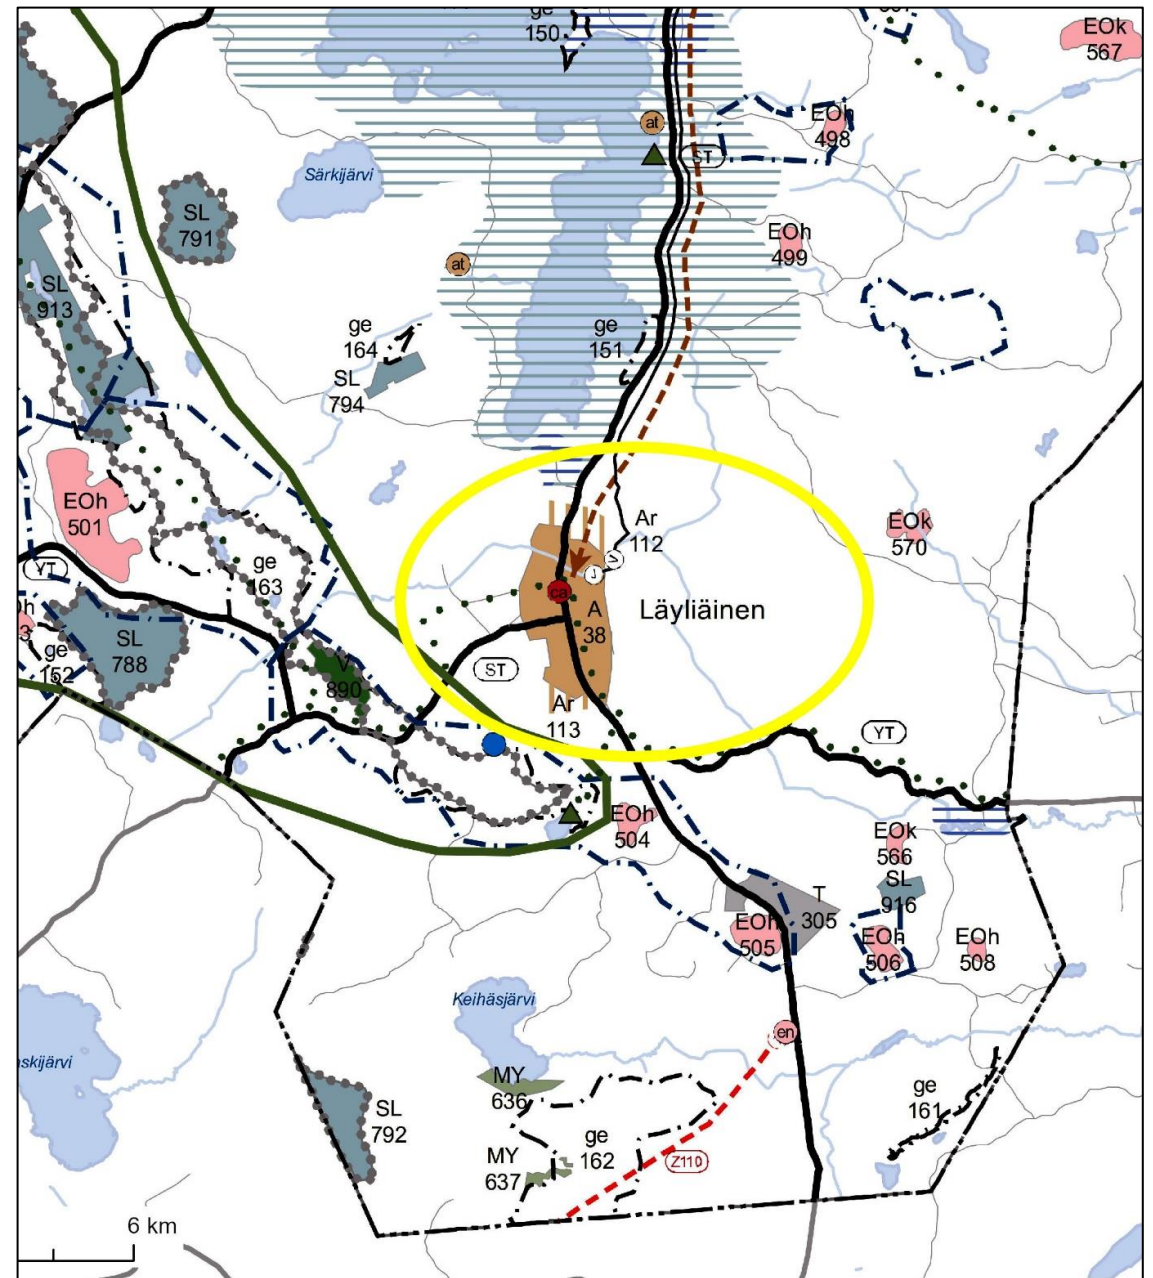 ge
150
EOk
567
at
EOh
498
ST
Särkijärvi
SL
791
EOh
499
at
SL
913
ge
164
ge
151
SL
794
EOh
501
Ar
112
EOk
570
YT
ge
163
J
V
ca
A
38
Läyliäinen
SL
788
ge
152
V
890
ST
Ar
113
YT
EOh
504
EOk
566
SL
916
T
305
EOh
505
EOh
506
EOh
508
Keihäsjärvi
en
skijärvi
MY
636
ge
161
SL
792
ge
162
MY
637
Z110
6 km